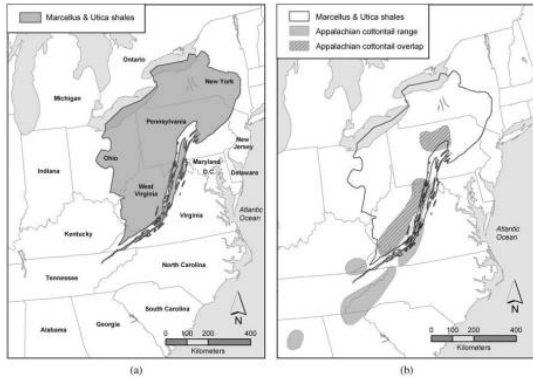 Marcellus & Utica shales
Ontario
Michigan
New York
Pennsylvania
New
Jersey
Ohio
Indiana
Maryland
D.C.
Delaware
West
Virginia
Virginia
Atlantic
Ocean
Kentucky
Tennessee
North Carolina
South Carolina
Alabama
Georgia
N
0 100 200 400
Kilometers
(a)
Marcellus & Utica shales
Appalachian cottontail range
Appalachian cottontail overlap
Atlantic
Ocean
N
0 100 200 400
Kilometers
(b)